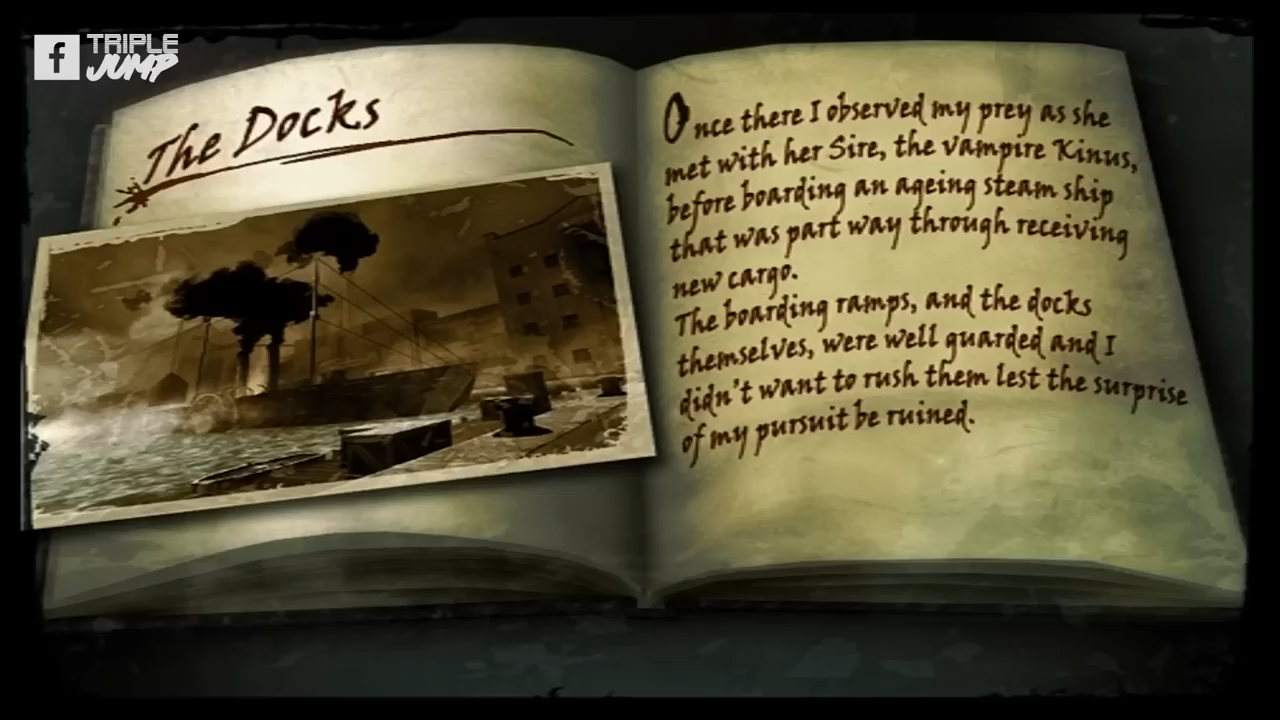 f TRIPLE
JUMP
The Docks
Once there I observed my prey as she
met with her Sire, the vampire Kinus,
before boarding an ageing steam ship
that was part way through receiving
new cargo.
The boarding ramps, and the docks
themselves, were well guarded and I
didn't want to rush them lest the surprise
of my pursuit be ruined.